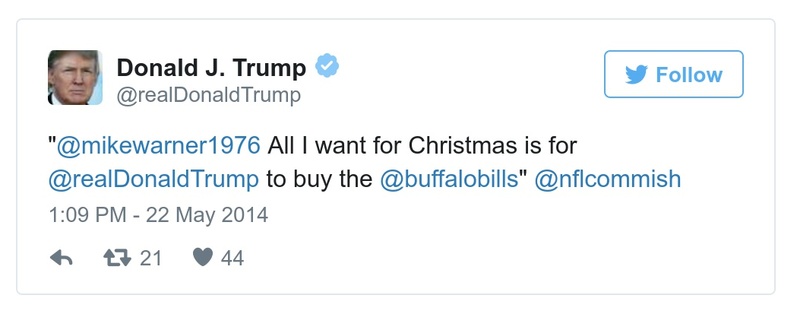 Donald J. Trump
Follow
@realDonaldTrump
"@mikewarner1976 All I want for Christmas is for
@realDonaldTrump to buy the @buffalobills" @nflcommish
1:09 PM - 22 May 2014
21 44